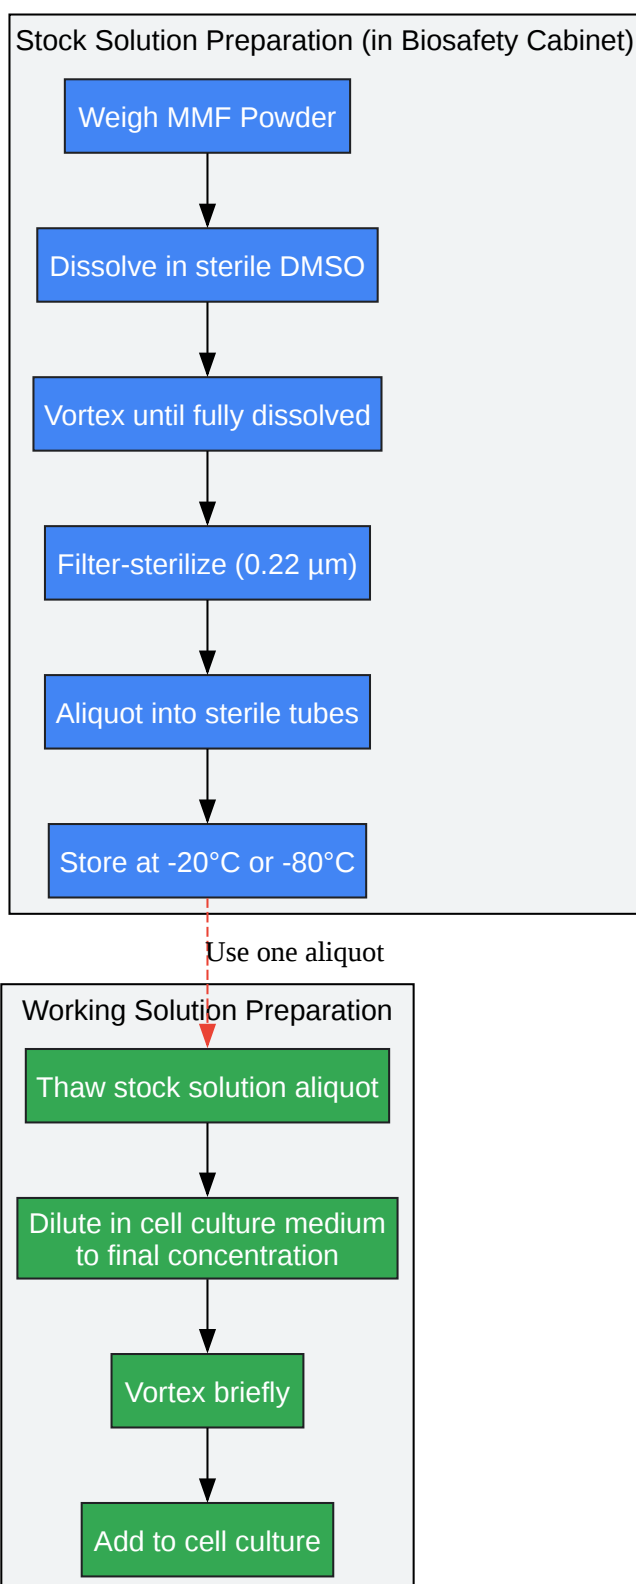 Stock Solution Preparation (in Biosafety Cabinet)
Weigh MMF Powder
Dissolve in sterile DMSO
Vortex until fully dissolved
Filter-sterilize (0.22 µm)
Aliquot into sterile tubes
Store at -20°C or -80°C
Use one aliquot
Working Solution Preparation
Thaw stock solution aliquot
Dilute in cell culture medium
to final concentration
Vortex briefly
Add to cell culture